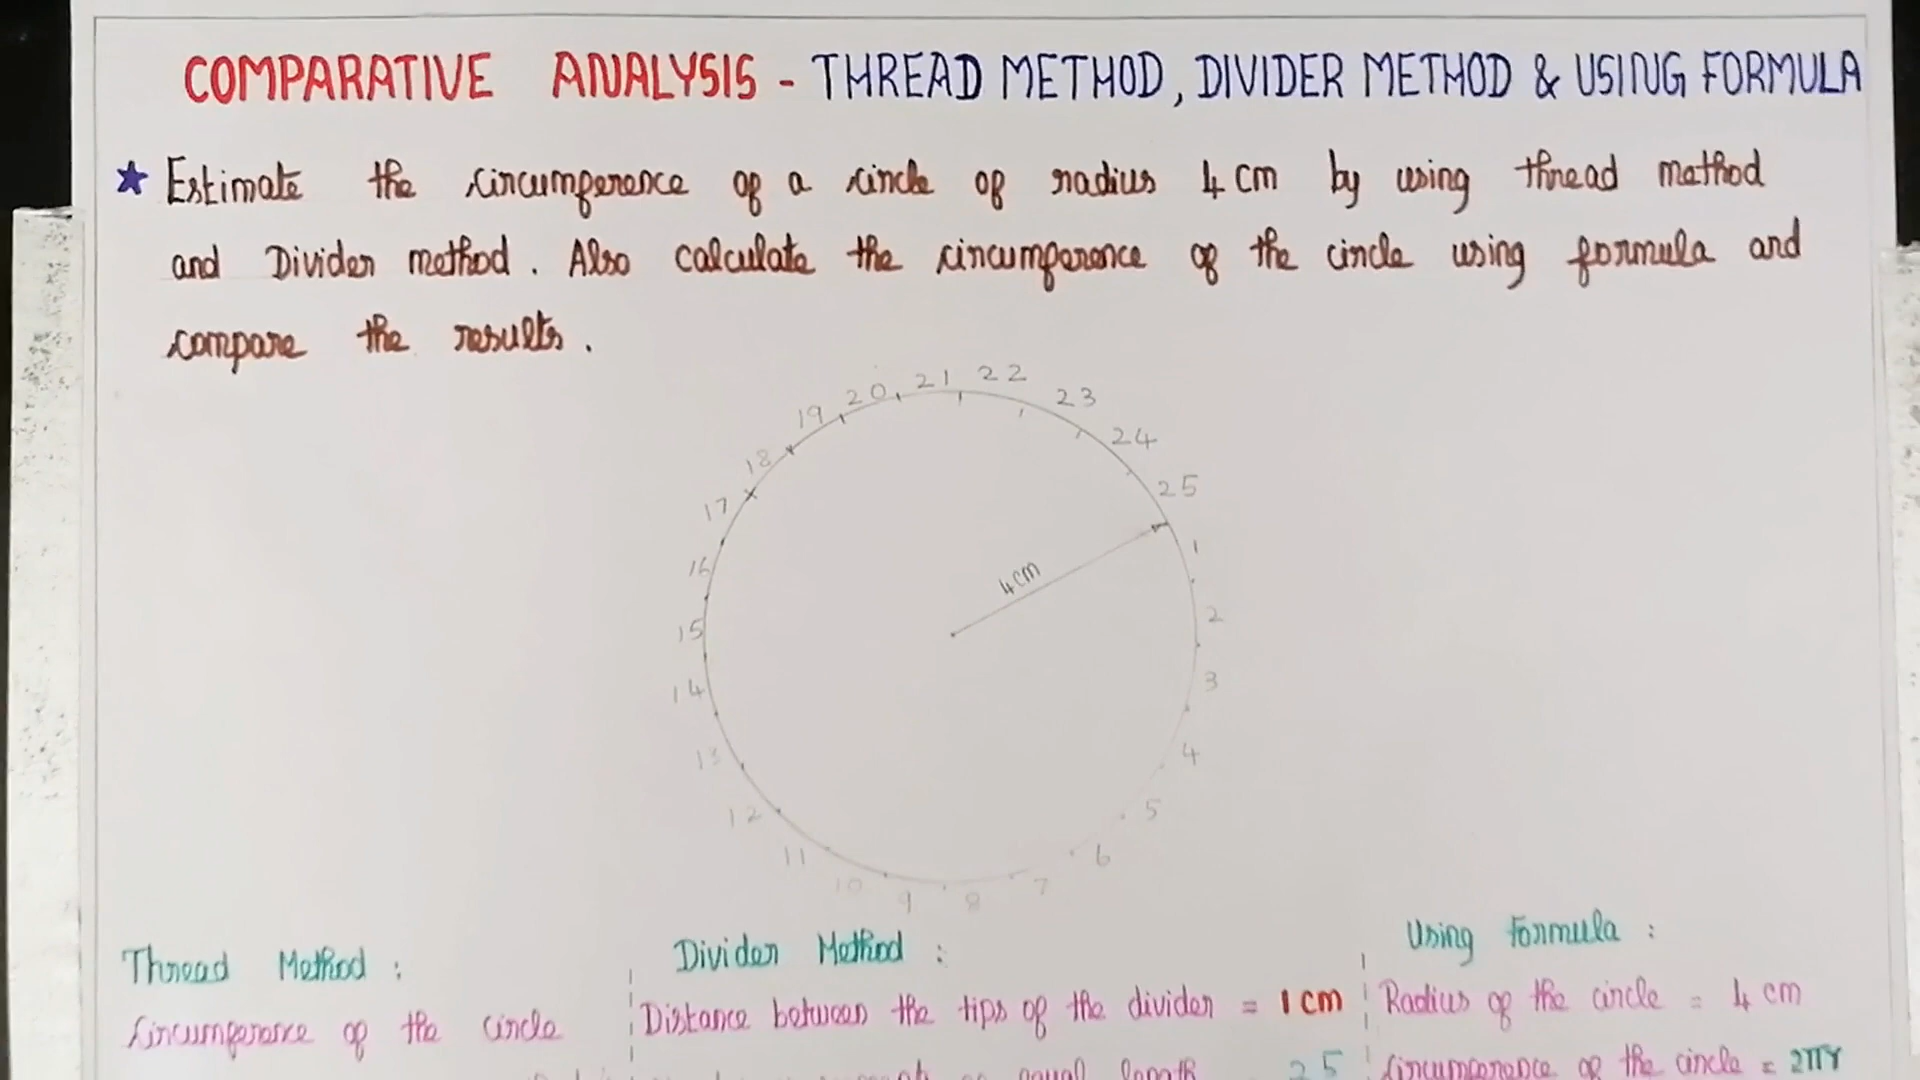 COMPARATIVE ANALYSIS - THREAD METHOD, DIVIDER METHOD & USING FORMULA
★ Estimate the circumference of a circle of radius 4 cm by using thread method
and Divider method. Also calculate the circumference of the circle using formula and
compare the results.
21 22
20 23
19
24
18
25
17
1
16
4cm
2
15
3
14
4
13
5
12
6
11
7
10
9 8
Thread Method :
Circumference of the circle
Divider Method :
Distance between the tips of the divider = 1 cm
equal length 25
Using Formula :
Radius of the circle = 4 cm
Circumference of the circle = 2πr